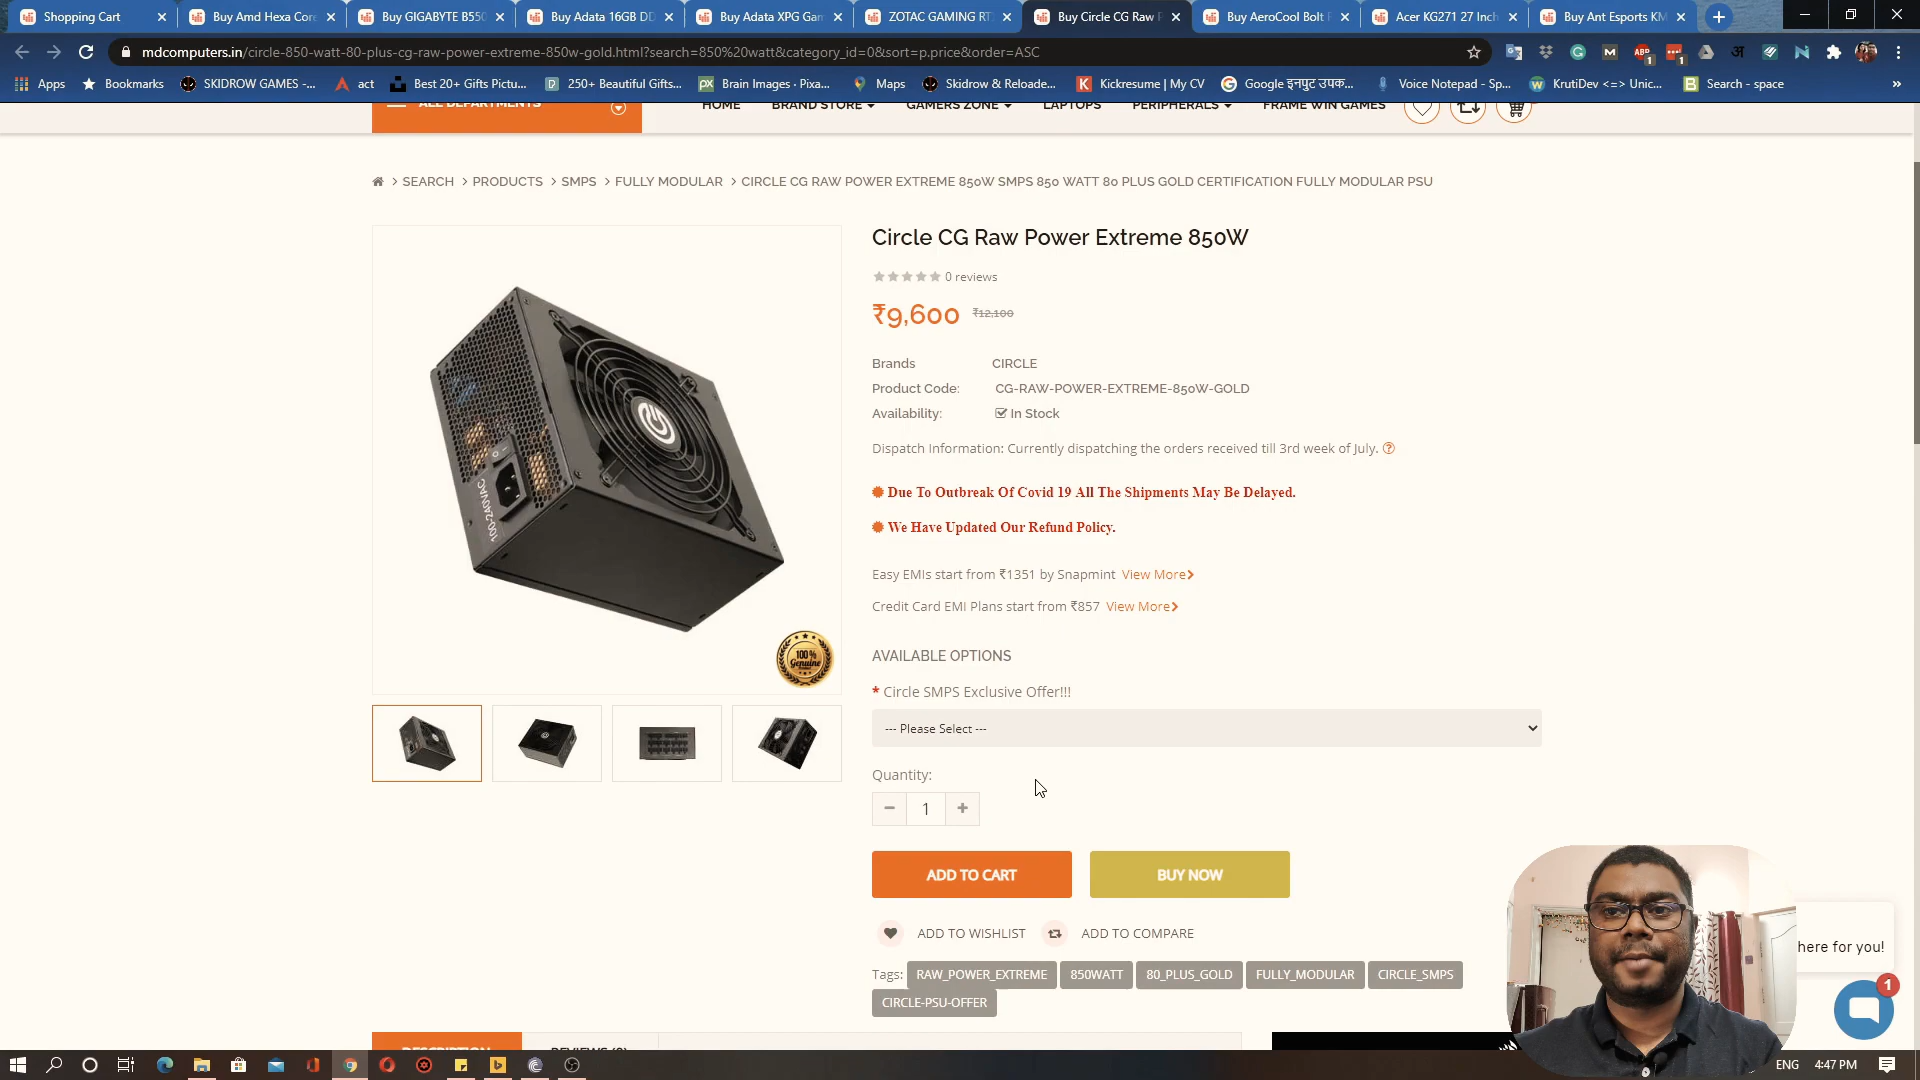 Shopping Cart
Buy Amd Hexa Core
Buy GIGABYTE B550
Buy Adata 16GB DD
Buy Adata XPG Gam
ZOTAC GAMING RT
Buy Circle CG Raw P
Buy AeroCool Bolt
Acer KG271 27 Inch
Buy Ant Esports KM
mdcomputers.in/circle-850-watt-80-plus-cg-raw-power-extreme-850w-gold.html?search=850%20watt&category_id=0&sort=p.price&order=ASC
Apps
Bookmarks
SKIDROW GAMES -...
act
Best 20+ Gifts Pictu...
250+ Beautiful Gifts...
Brain Images · Pixa...
Maps
Skidrow & Reloade...
Kickresume | My CV
Google इनपुट उपक...
Voice Notepad - Sp...
KrutiDev <=> Unic...
Search - space
»
ALL DEPARTMENTS
HOME
BRAND STORE
GAMERS ZONE
LAPTOPS
PERIPHERALS
FRAME WIN GAMES
> SEARCH > PRODUCTS > SMPS > FULLY MODULAR > CIRCLE CG RAW POWER EXTREME 850W SMPS 850 WATT 80 PLUS GOLD CERTIFICATION FULLY MODULAR PSU
Circle CG Raw Power Extreme 850W
0 reviews
₹9,600 ₹12,100
Brands CIRCLE
Product Code: CG-RAW-POWER-EXTREME-850W-GOLD
Availability: In Stock
Dispatch Information: Currently dispatching the orders received till 3rd week of July.
Due To Outbreak Of Covid 19 All The Shipments May Be Delayed.
We Have Updated Our Refund Policy.
Easy EMIs start from ₹1351 by Snapmint View More
Credit Card EMI Plans start from ₹857 View More
AVAILABLE OPTIONS
* Circle SMPS Exclusive Offer!!!
--- Please Select ---
Quantity:
− 1 +
ADD TO CART
BUY NOW
ADD TO WISHLIST
ADD TO COMPARE
Tags: RAW_POWER_EXTREME 850WATT 80_PLUS_GOLD FULLY_MODULAR CIRCLE_SMPS
CIRCLE-PSU-OFFER
DESCRIPTION
REVIEWS (0)
100-240VAC
100%
Genuine
here for you!
1
ENG
4:47 PM